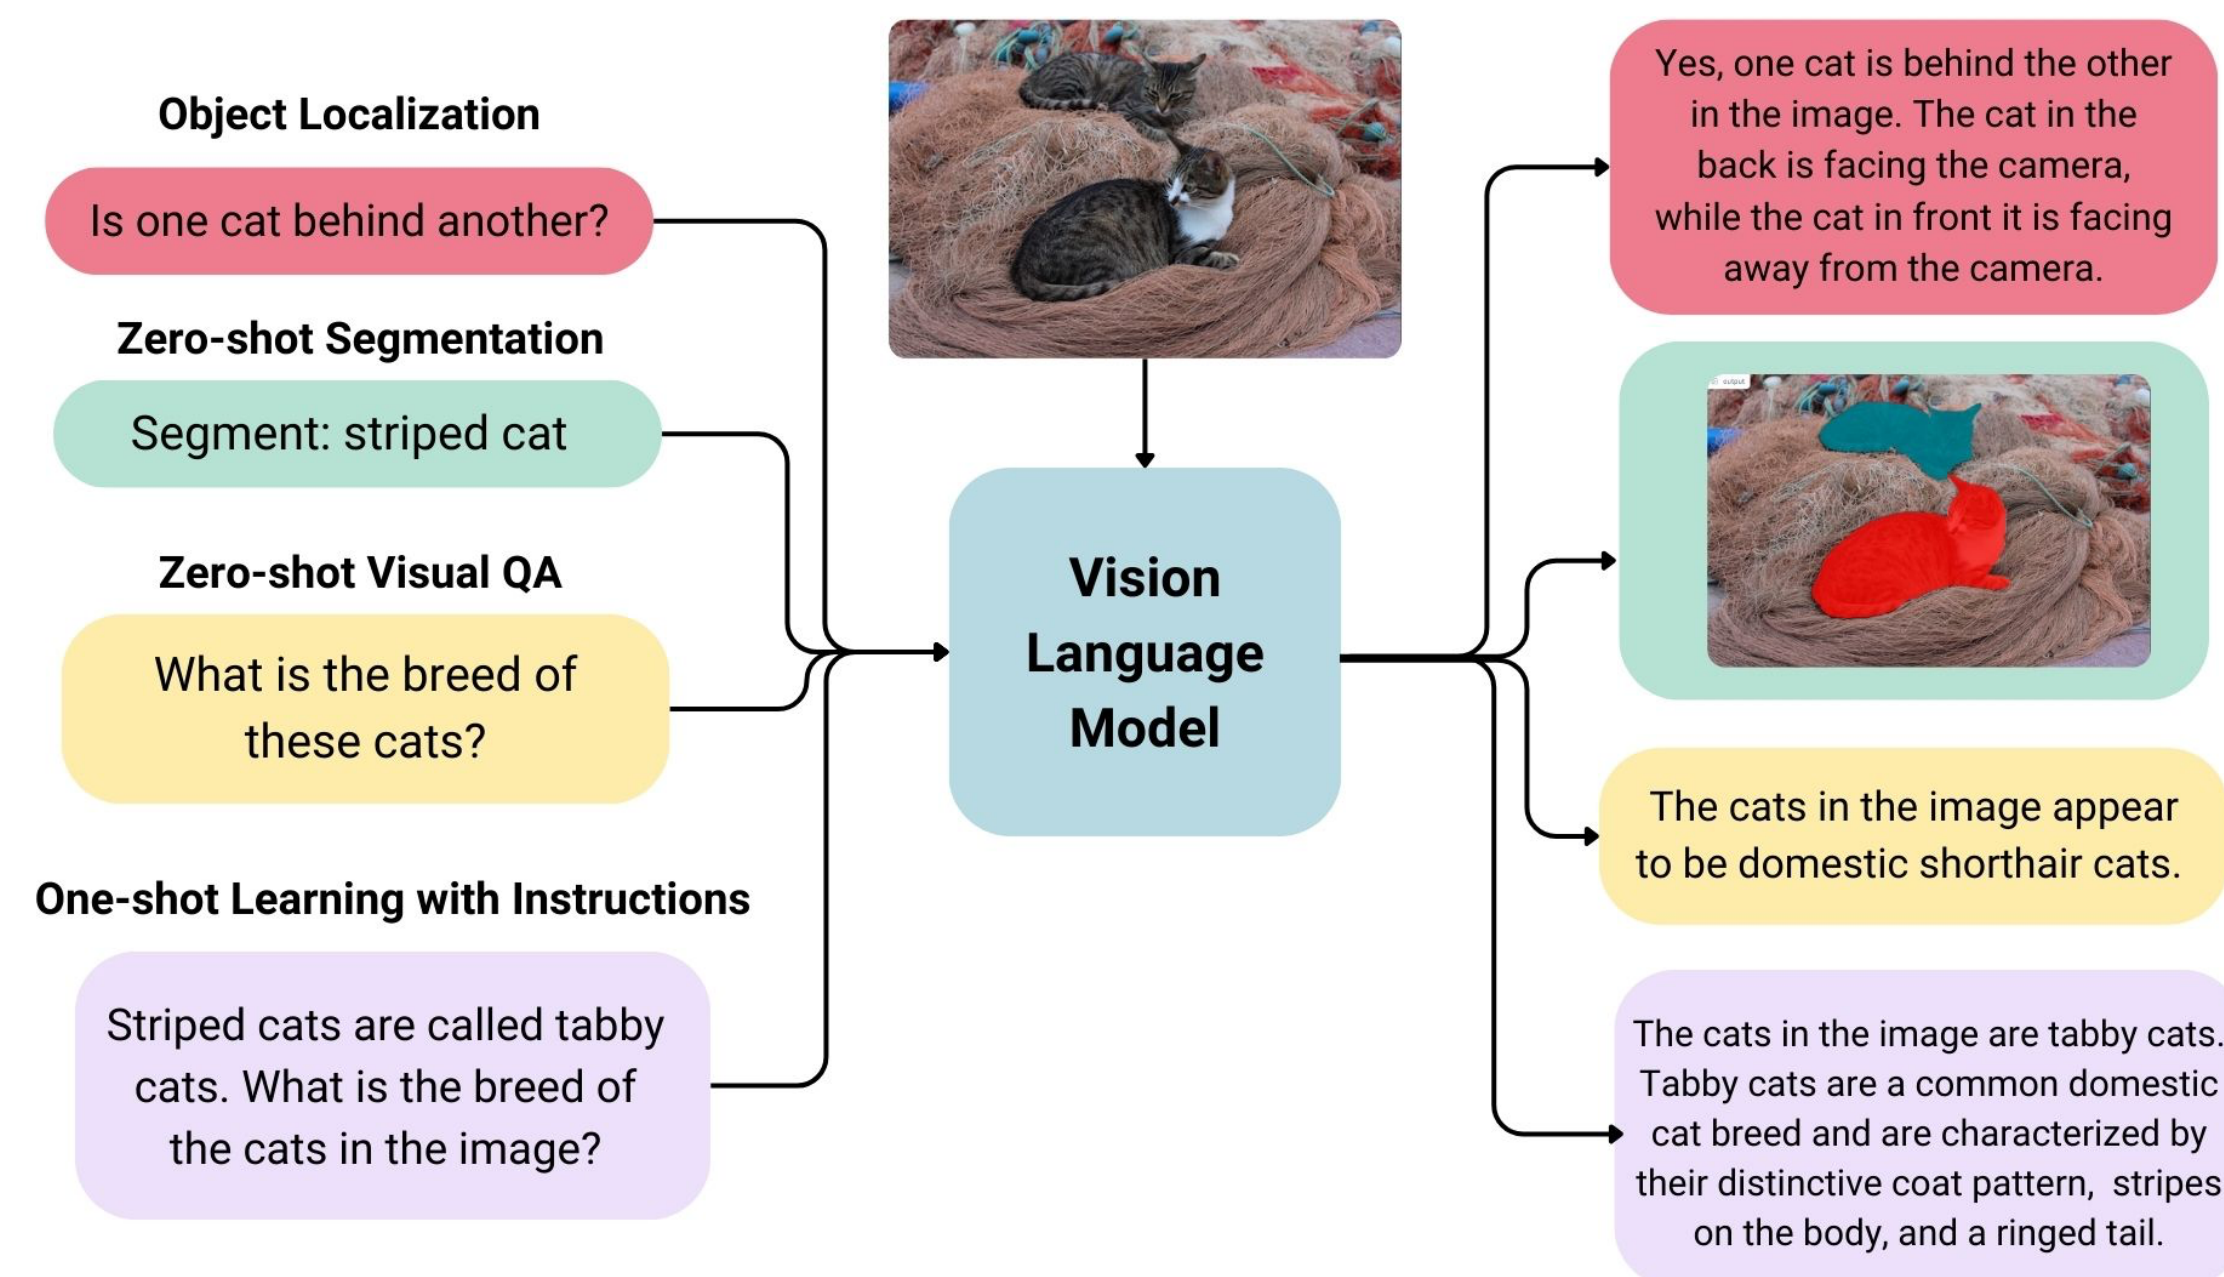 Object Localization
Is one cat behind another?
Zero-shot Segmentation
Segment: striped cat
Zero-shot Visual QA
What is the breed of
these cats?
One-shot Learning with Instructions
Striped cats are called tabby
cats. What is the breed of
the cats in the image?
Vision
Language
Model
Yes, one cat is behind the other
in the image. The cat in the
back is facing the camera,
while the cat in front it is facing
away from the camera.
output
The cats in the image appear
to be domestic shorthair cats.
The cats in the image are tabby cats.
Tabby cats are a common domestic
cat breed and are characterized by
their distinctive coat pattern,  stripes
on the body, and a ringed tail.